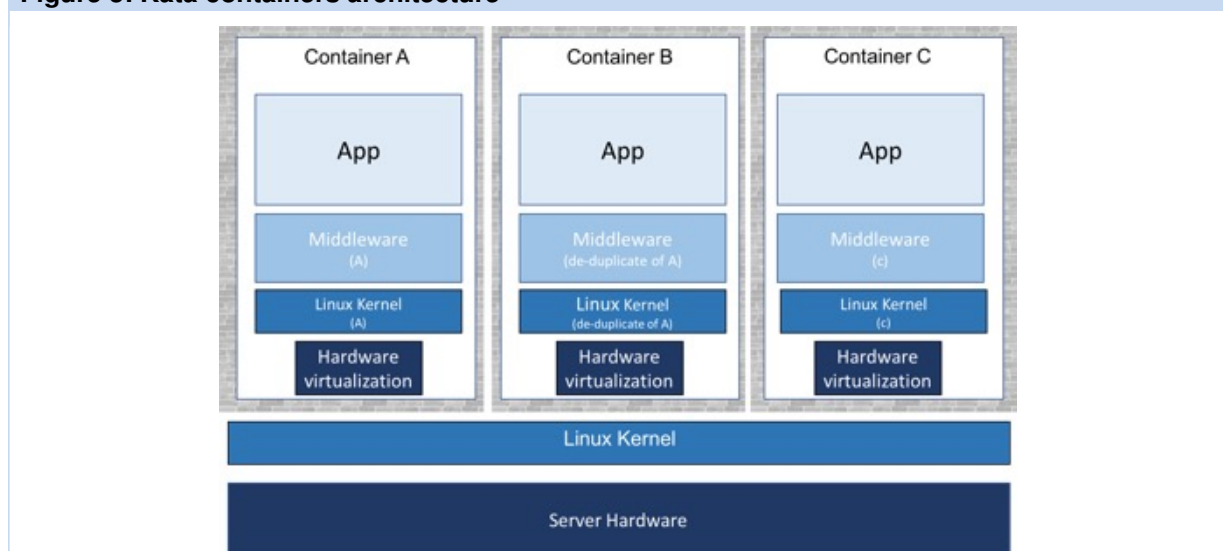 Container A
Container B
Container C
App
App
App
Middleware
(A)
Middleware
(de-duplicate of A)
Middleware
(c)
Linux Kernel
(A)
Linux Kernel
(de-duplicate of A)
Linux Kernel
(c)
Hardware
virtualization
Hardware
virtualization
Hardware
virtualization
Linux Kernel
Server Hardware